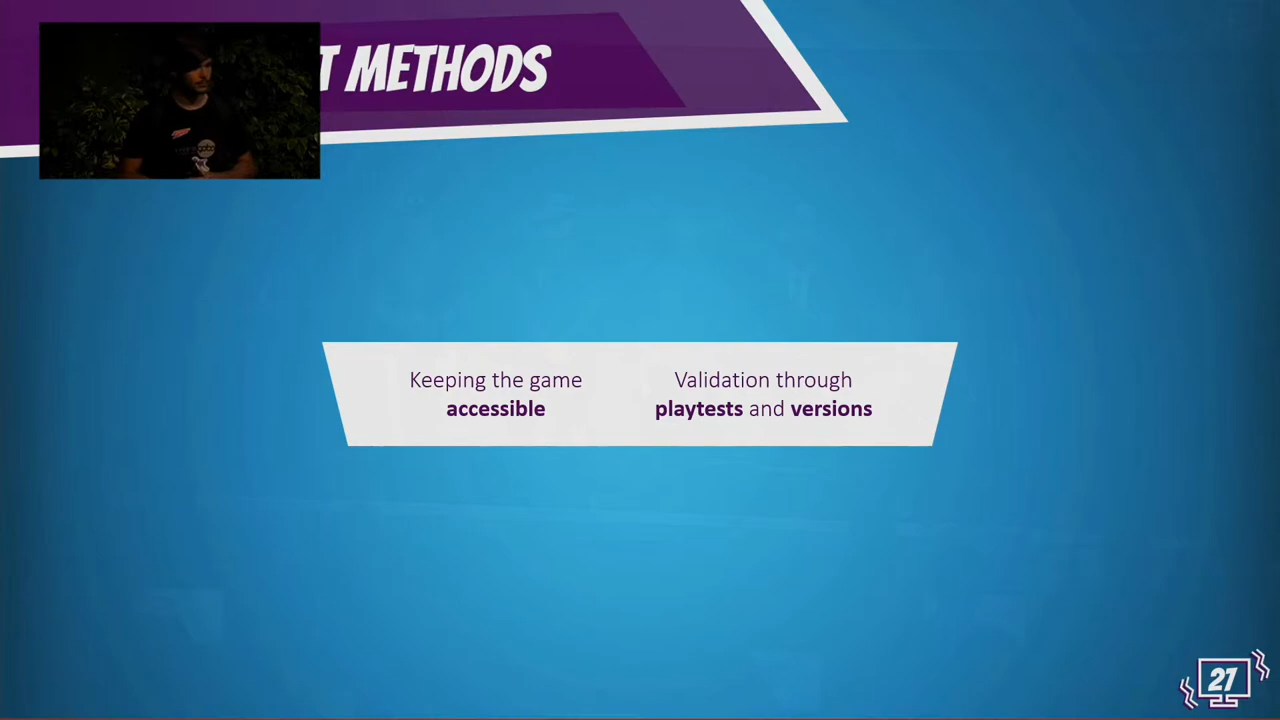 T METHODS
Keeping the game
accessible
Validation through
playtests and versions
27